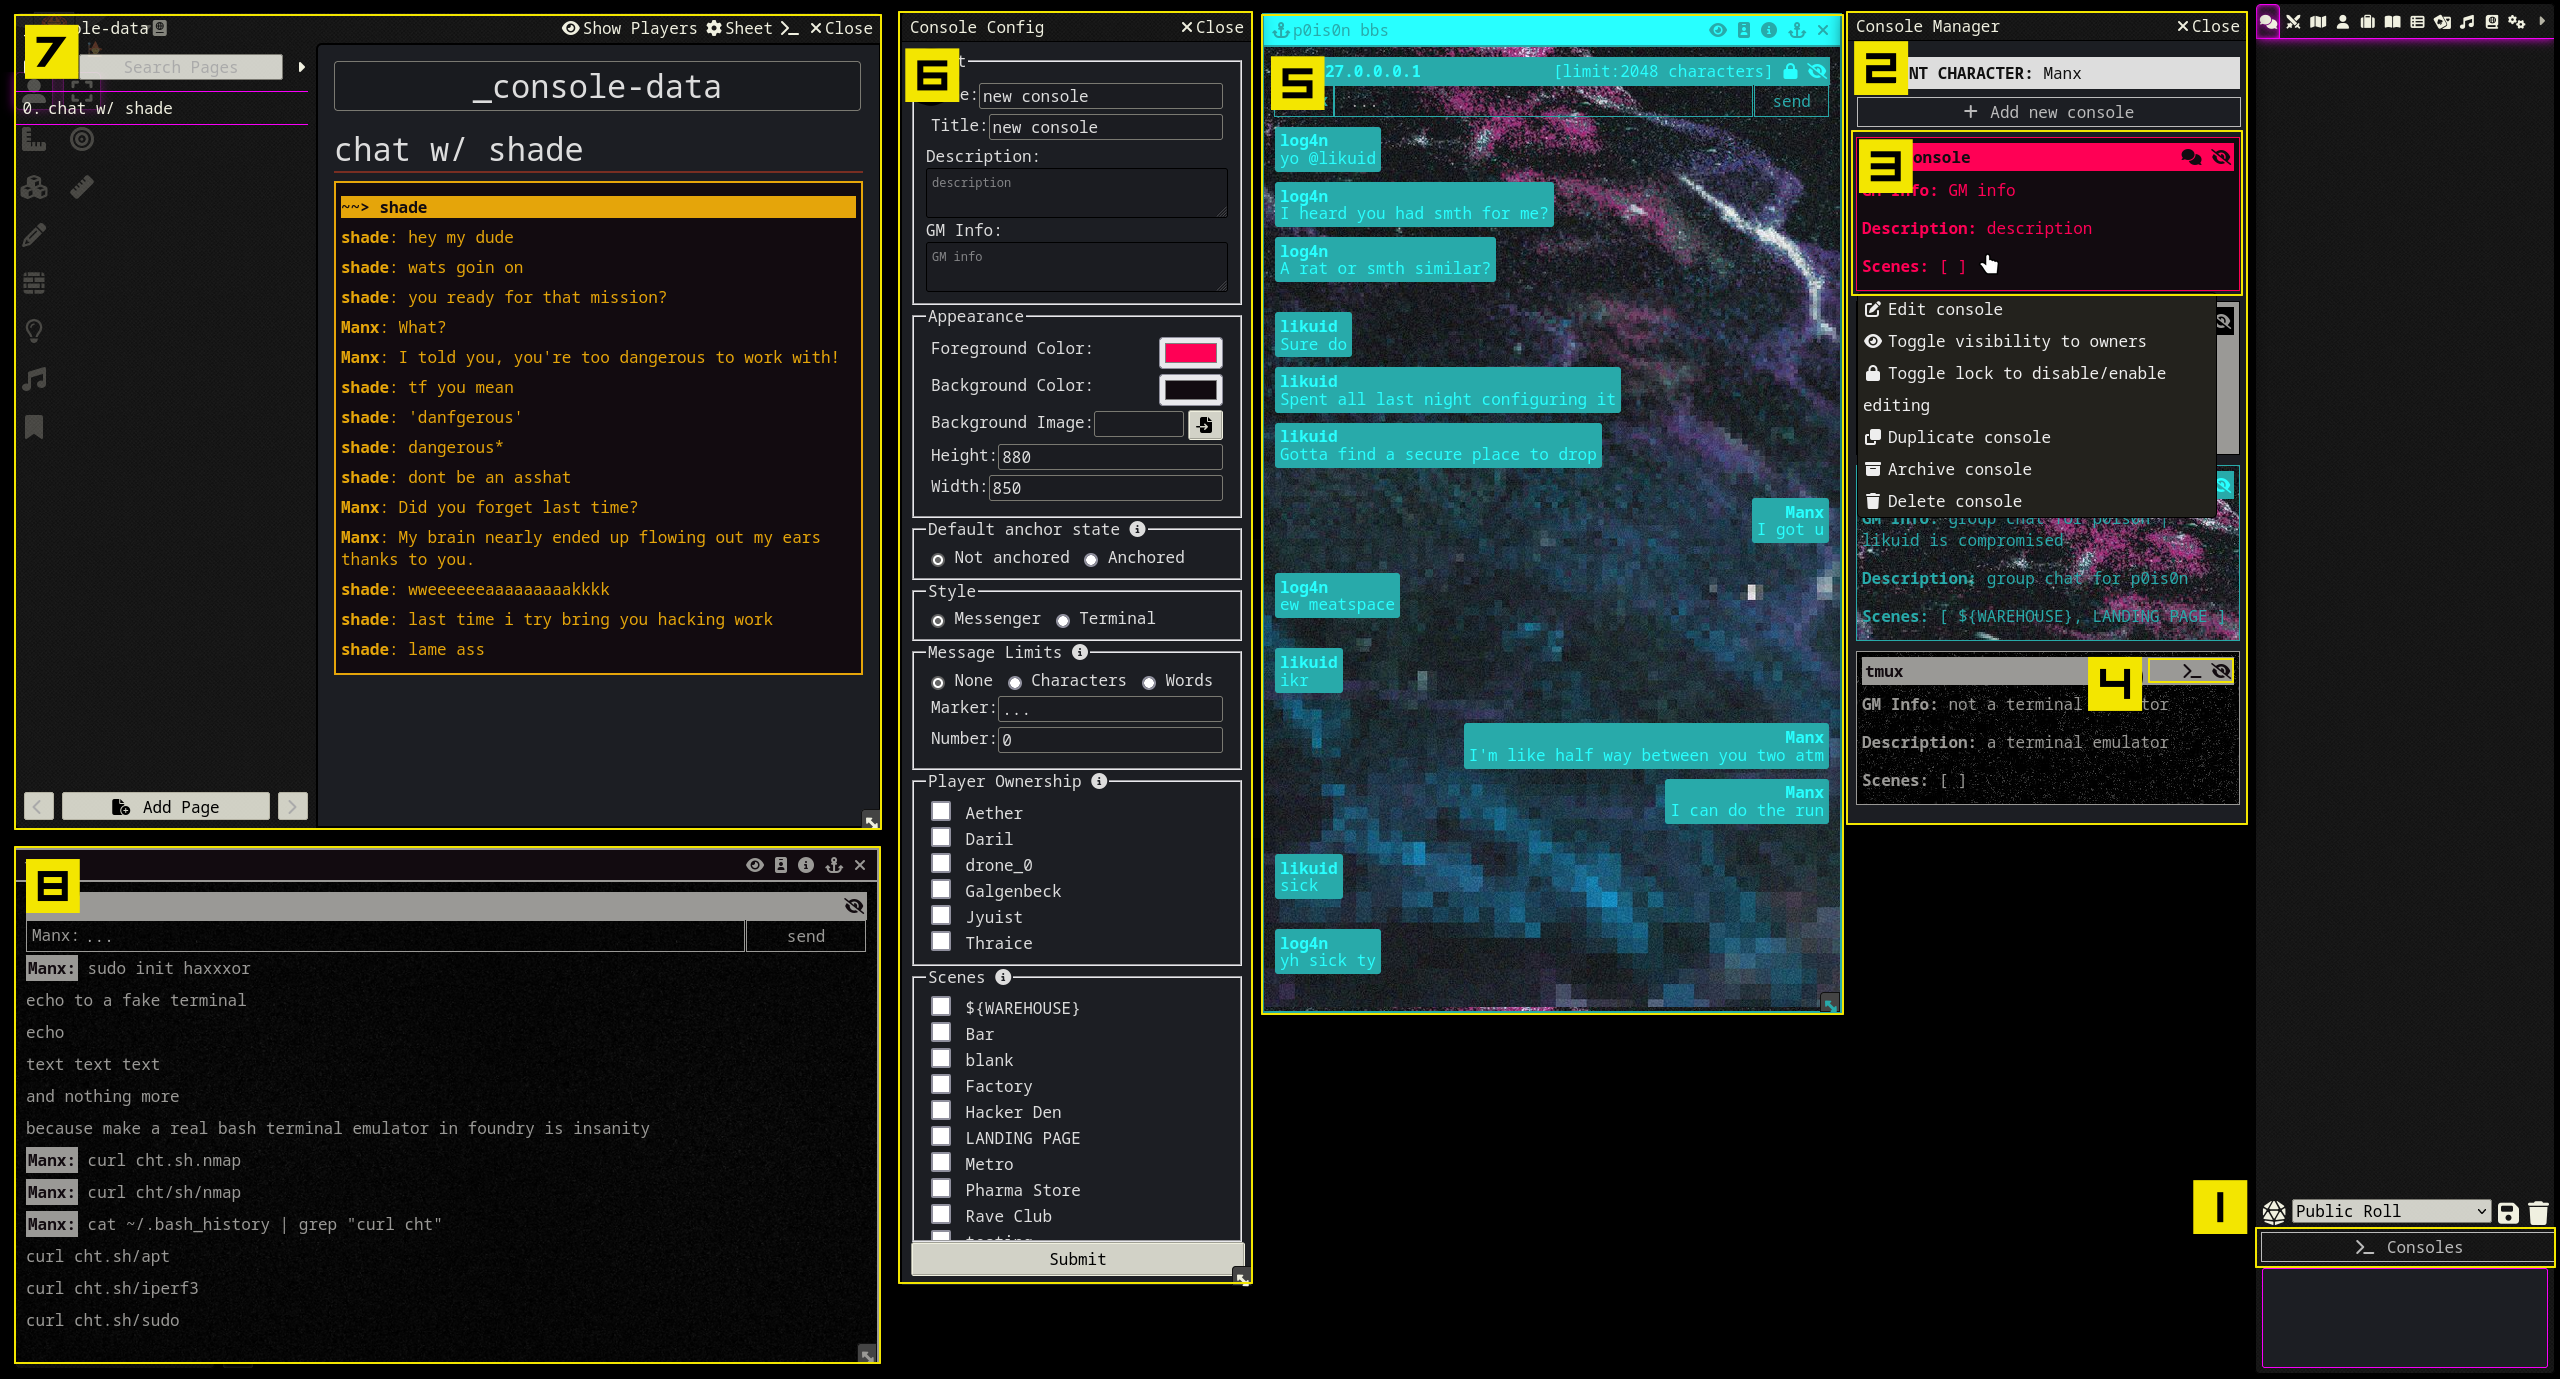 7
ole-data
Show Players
Sheet
Close
Search Pages
0. chat w/ shade
Add Page
_console-data
chat w/ shade
~~> shade
shade: hey my dude
shade: wats goin on
shade: you ready for that mission?
Manx: What?
Manx: I told you, you're too dangerous to work with!
shade: tf you mean
shade: 'danfgerous'
shade: dangerous*
shade: dont be an asshat
Manx: Did you forget last time?
Manx: My brain nearly ended up flowing out my ears
thanks to you.
shade: wweeeeeeaaaaaaaaakkkk
shade: last time i try bring you hacking work
shade: lame ass
8
Manx: ...
send
Manx: sudo init haxxxor
echo to a fake terminal
echo
text text text
and nothing more
because make a real bash terminal emulator in foundry is insanity
Manx: curl cht.sh.nmap
Manx: curl cht/sh/nmap
Manx: cat ~/.bash_history | grep "curl cht"
curl cht.sh/apt
curl cht.sh/iperf3
curl cht.sh/sudo
Console Config
Close
6
t
e: new console
Title: new console
Description:
description
GM Info:
GM info
Appearance
Foreground Color:
Background Color:
Background Image:
Height: 880
Width: 850
Default anchor state
Not anchored
Anchored
Style
Messenger
Terminal
Message Limits
None
Characters
Words
Marker: ...
Number: 0
Player Ownership
Aether
Daril
drone_0
Galgenbeck
Jyuist
Thraice
Scenes
${WAREHOUSE}
Bar
blank
Factory
Hacker Den
LANDING PAGE
Metro
Pharma Store
Rave Club
testing
Submit
p0is0n bbs
5
27.0.0.0.1
[limit:2048 characters]
...
send
log4n
yo @likuid
log4n
I heard you had smth for me?
log4n
A rat or smth similar?
likuid
Sure do
likuid
Spent all last night configuring it
likuid
Gotta find a secure place to drop
Manx
I got u
log4n
ew meatspace
likuid
ikr
Manx
I'm like half way between you two atm
Manx
I can do the run
likuid
sick
log4n
yh sick ty
Console Manager
Close
2
NT CHARACTER: Manx
+ Add new console
3
onsole
GM Info: GM info
Description: description
Scenes: [ ]
Edit console
Toggle visibility to owners
Toggle lock to disable/enable
editing
Duplicate console
Archive console
Delete console
GM Info: group chat for p0is0n |
likuid is compromised
Description: group chat for p0is0n
Scenes: [ ${WAREHOUSE}, LANDING PAGE ]
tmux
4
GM Info: not a terminal tor
Description: a terminal emulator
Scenes: [ ]
1
Public Roll
Consoles